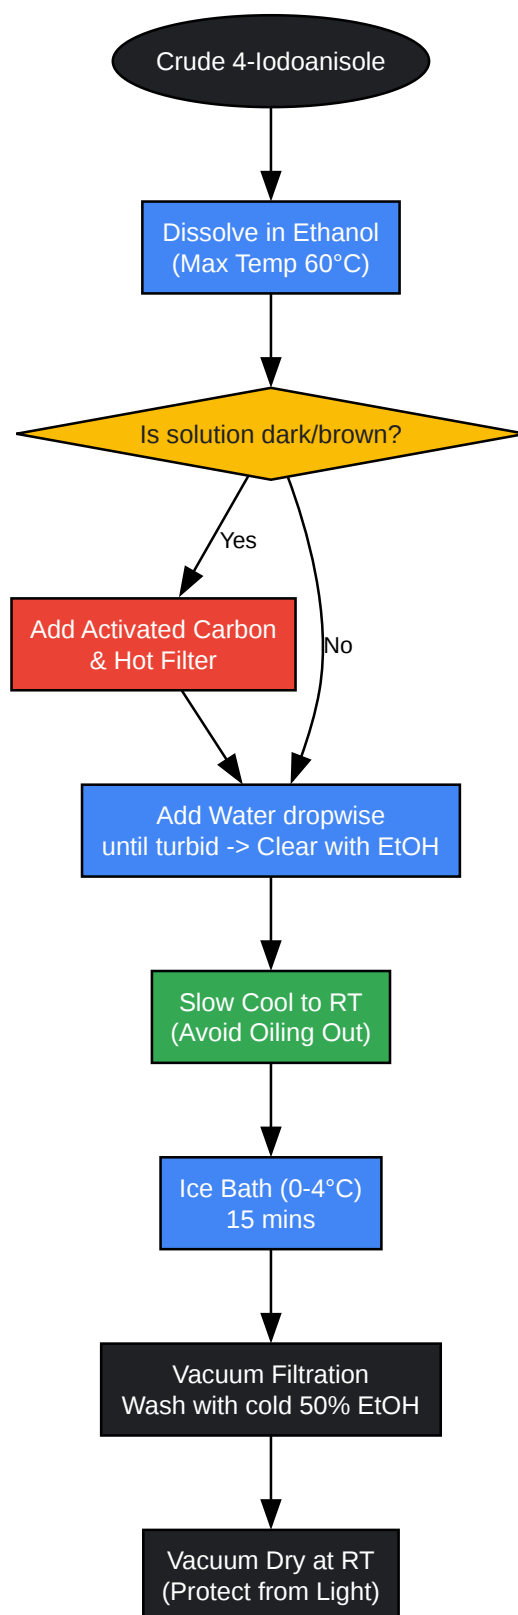 Crude 4-Iodoanisole
Dissolve in Ethanol
(Max Temp 60°C)
Is solution dark/brown?
Yes
Add Activated Carbon
& Hot Filter
No
Add Water dropwise
until turbid -> Clear with EtOH
Slow Cool to RT
(Avoid Oiling Out)
Ice Bath (0-4°C)
15 mins
Vacuum Filtration
Wash with cold 50% EtOH
Vacuum Dry at RT
(Protect from Light)